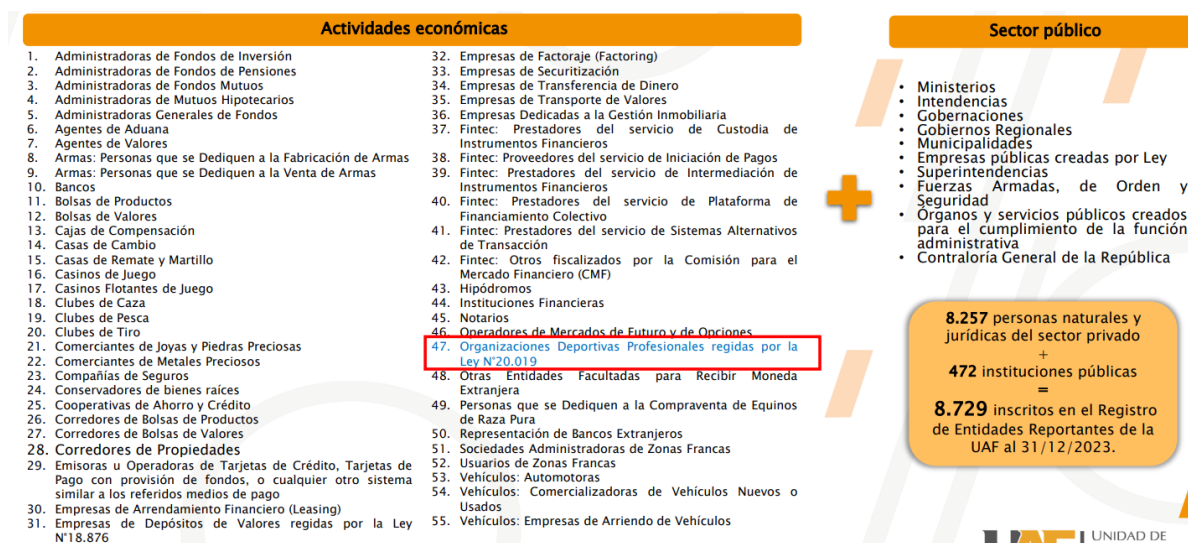 Actividades económicas
1. Administradoras de Fondos de Inversión
2. Administradoras de Fondos de Pensiones
3. Administradoras de Fondos Mutuos
4. Administradoras de Mutuos Hipotecarios
5. Administradoras Generales de Fondos
6. Agentes de Aduana
7. Agentes de Valores
8. Armas: Personas que se Dediquen a la Fabricación de Armas
9. Armas: Personas que se Dediquen a la Venta de Armas
10. Bancos
11. Bolsas de Productos
12. Bolsas de Valores
13. Cajas de Compensación
14. Casas de Cambio
15. Casas de Remate y Martillo
16. Casinos de Juego
17. Casinos Flotantes de Juego
18. Clubes de Caza
19. Clubes de Pesca
20. Clubes de Tiro
21. Comerciantes de Joyas y Piedras Preciosas
22. Comerciantes de Metales Preciosos
23. Compañías de Seguros
24. Conservadores de bienes raíces
25. Cooperativas de Ahorro y Crédito
26. Corredores de Bolsas de Productos
27. Corredores de Bolsas de Valores
28. Corredores de Propiedades
29. Emisoras u Operadoras de Tarjetas de Crédito, Tarjetas de
Pago con provisión de fondos, o cualquier otro sistema
similar a los referidos medios de pago
30. Empresas de Arrendamiento Financiero (Leasing)
31. Empresas de Depósitos de Valores regidas por la Ley
N°18.876
32. Empresas de Factoraje (Factoring)
33. Empresas de Securitización
34. Empresas de Transferencia de Dinero
35. Empresas de Transporte de Valores
36. Empresas Dedicadas a la Gestión Inmobiliaria
37. Fintec: Prestadores del servicio de Custodia de
Instrumentos Financieros
38. Fintec: Proveedores del servicio de Iniciación de Pagos
39. Fintec: Prestadores del servicio de Intermediación de
Instrumentos Financieros
40. Fintec: Prestadores del servicio de Plataforma de
Financiamiento Colectivo
41. Fintec: Prestadores del servicio de Sistemas Alternativos
de Transacción
42. Fintec: Otros fiscalizados por la Comisión para el
Mercado Financiero (CMF)
43. Hipódromos
44. Instituciones Financieras
45. Notarios
46. Operadores de Mercados de Futuro y de Opciones
47. Organizaciones Deportivas Profesionales regidas por la
Ley N°20.019
48. Otras Entidades Facultadas para Recibir Moneda
Extranjera
49. Personas que se Dediquen a la Compraventa de Equinos
de Raza Pura
50. Representación de Bancos Extranjeros
51. Sociedades Administradoras de Zonas Francas
52. Usuarios de Zonas Francas
53. Vehículos: Automotoras
54. Vehículos: Comercializadoras de Vehículos Nuevos o
Usados
55. Vehículos: Empresas de Arriendo de Vehículos
Sector público
• Ministerios
• Intendencias
• Gobernaciones
• Gobiernos Regionales
• Municipalidades
• Empresas públicas creadas por Ley
• Superintendencias
• Fuerzas Armadas, de Orden y
Seguridad
• Órganos y servicios públicos creados
para el cumplimiento de la función
administrativa
• Contraloría General de la República
8.257 personas naturales y
jurídicas del sector privado
+
472 instituciones públicas
=
8.729 inscritos en el Registro
de Entidades Reportantes de la
UAF al 31/12/2023.
UAF
UNIDAD DE